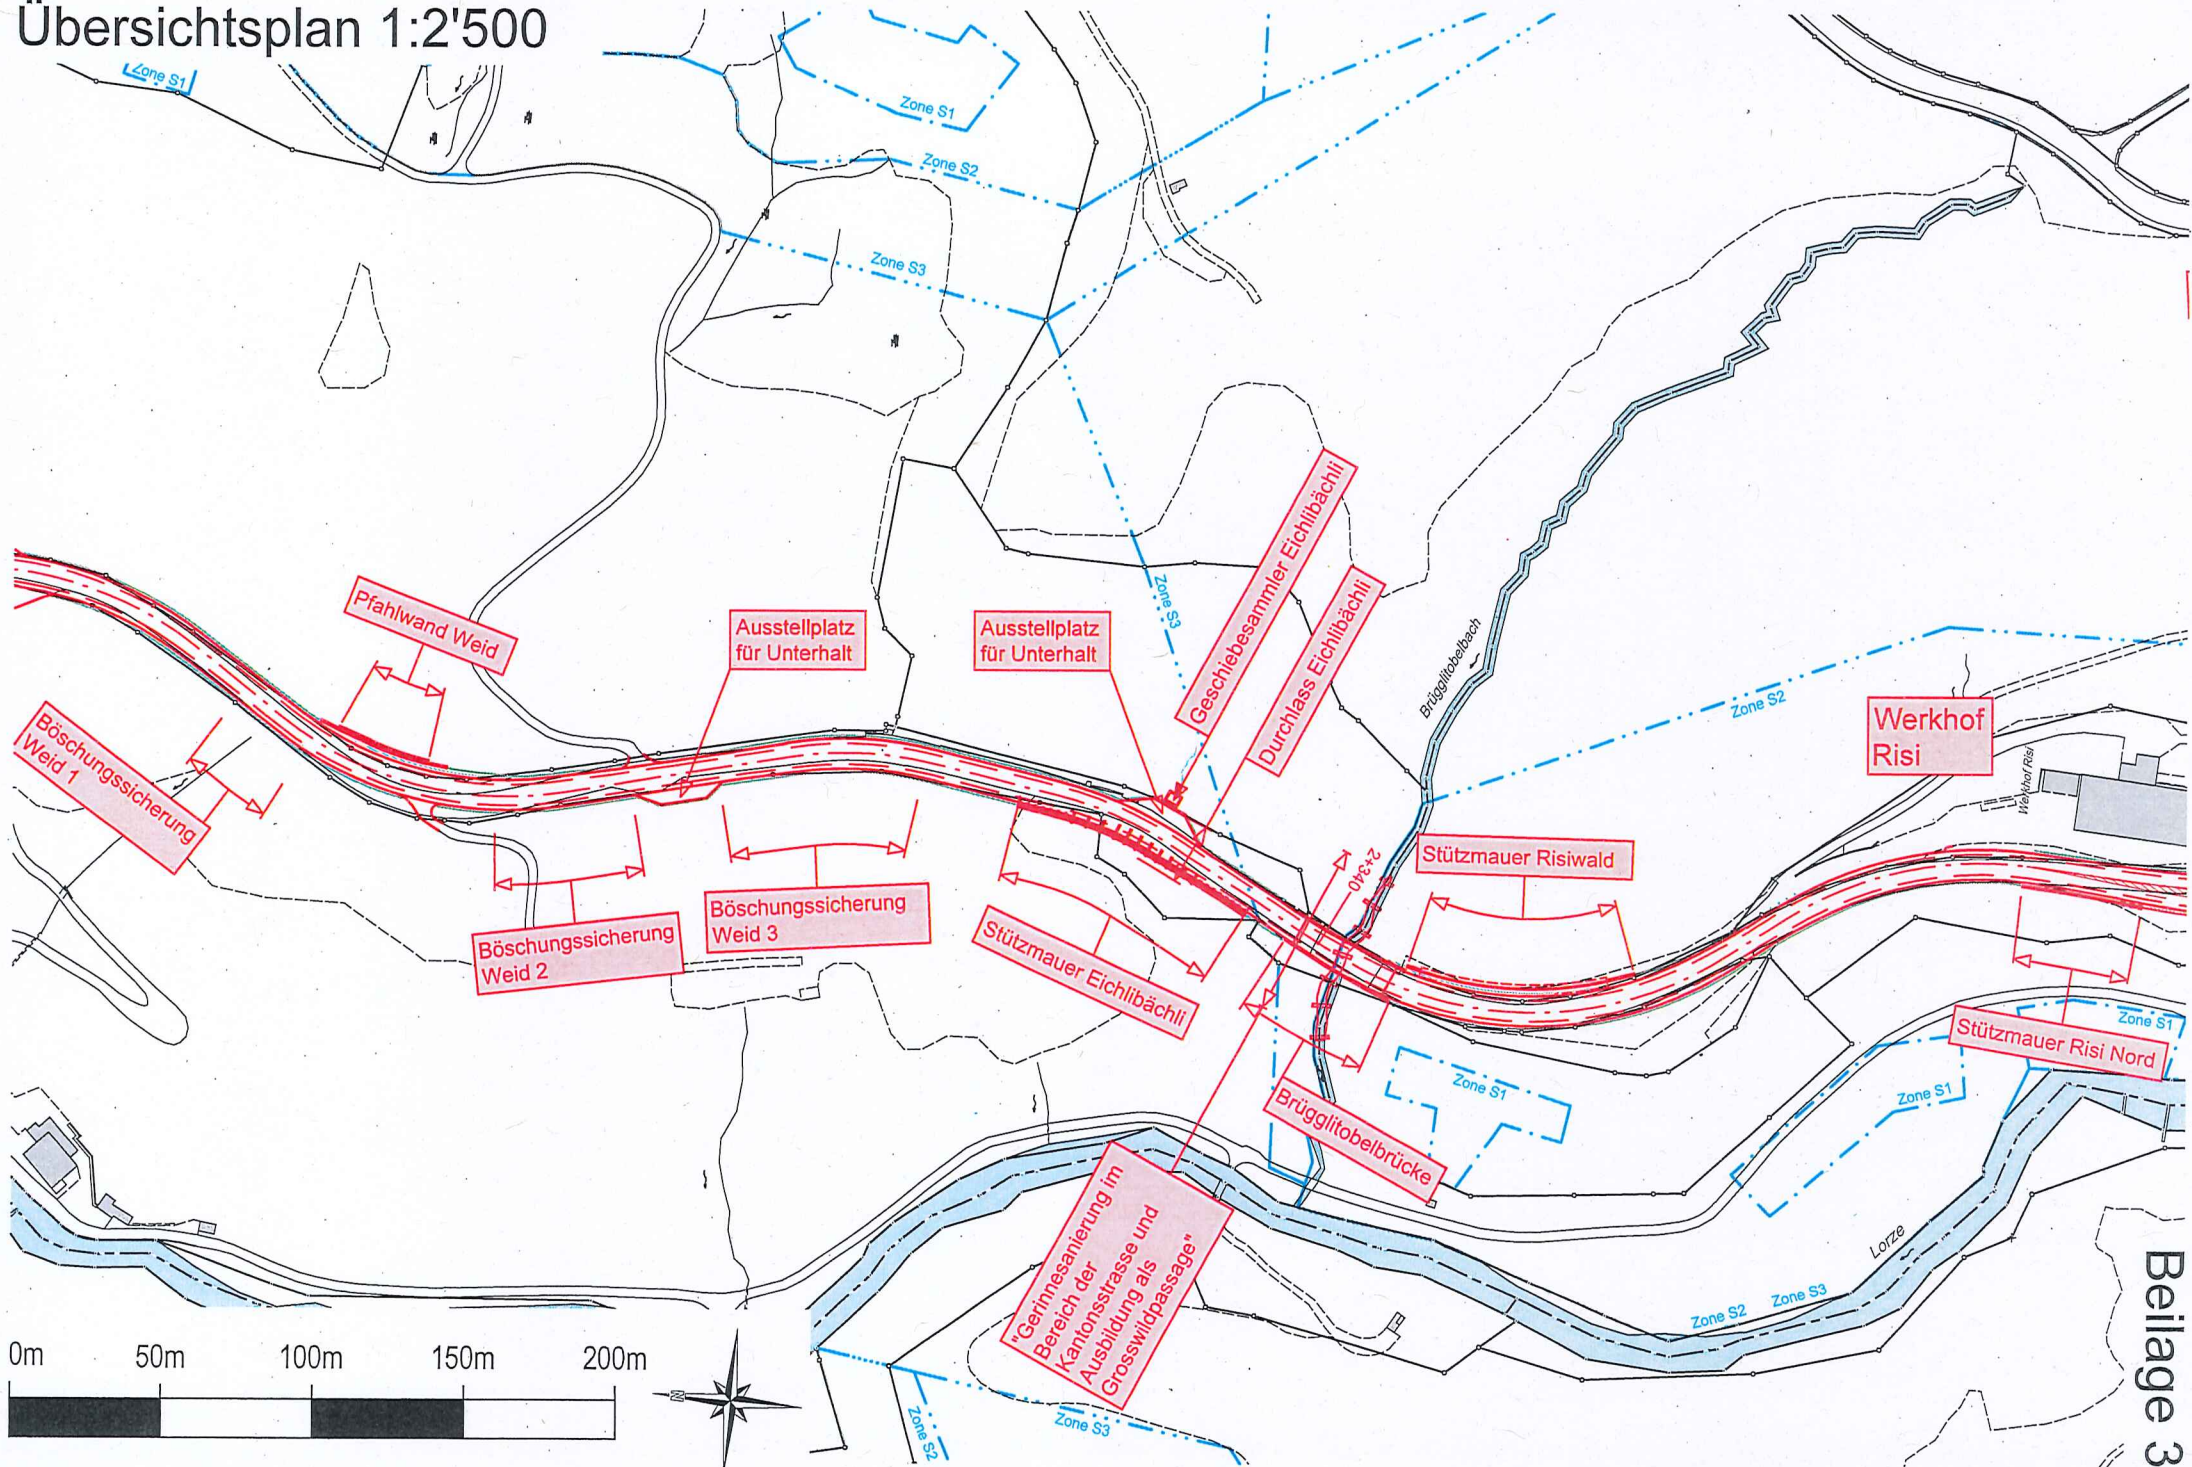 Übersichtsplan 1:2'500
Zone S1
Zone S1
Zone S2
Zone S3
Zone S3
Geschiebesammler Eichlibächli
Durchlass Eichlibächli
Brügglitobelbach
Pfahlwand Weid
Ausstellplatz
für Unterhalt
Ausstellplatz
für Unterhalt
Zone S2
Werkhof
Risi
Werkhof Risi
Böschungssicherung
Weid 1
Böschungssicherung
Weid 2
Böschungssicherung
Weid 3
Stützmauer Eichlibächli
2+340
Stützmauer Risiwald
Stützmauer Risi Nord
Zone S1
Zone S1
Zone S1
Brügglitobelbrücke
"Gerinnesanierung im
Bereich der
Kantonsstrasse und
Ausbildung als
Grosswildpassage"
Lorze
Zone S2
Zone S3
Zone S2
Zone S3
0m
50m
100m
150m
200m
N
Beilage 3